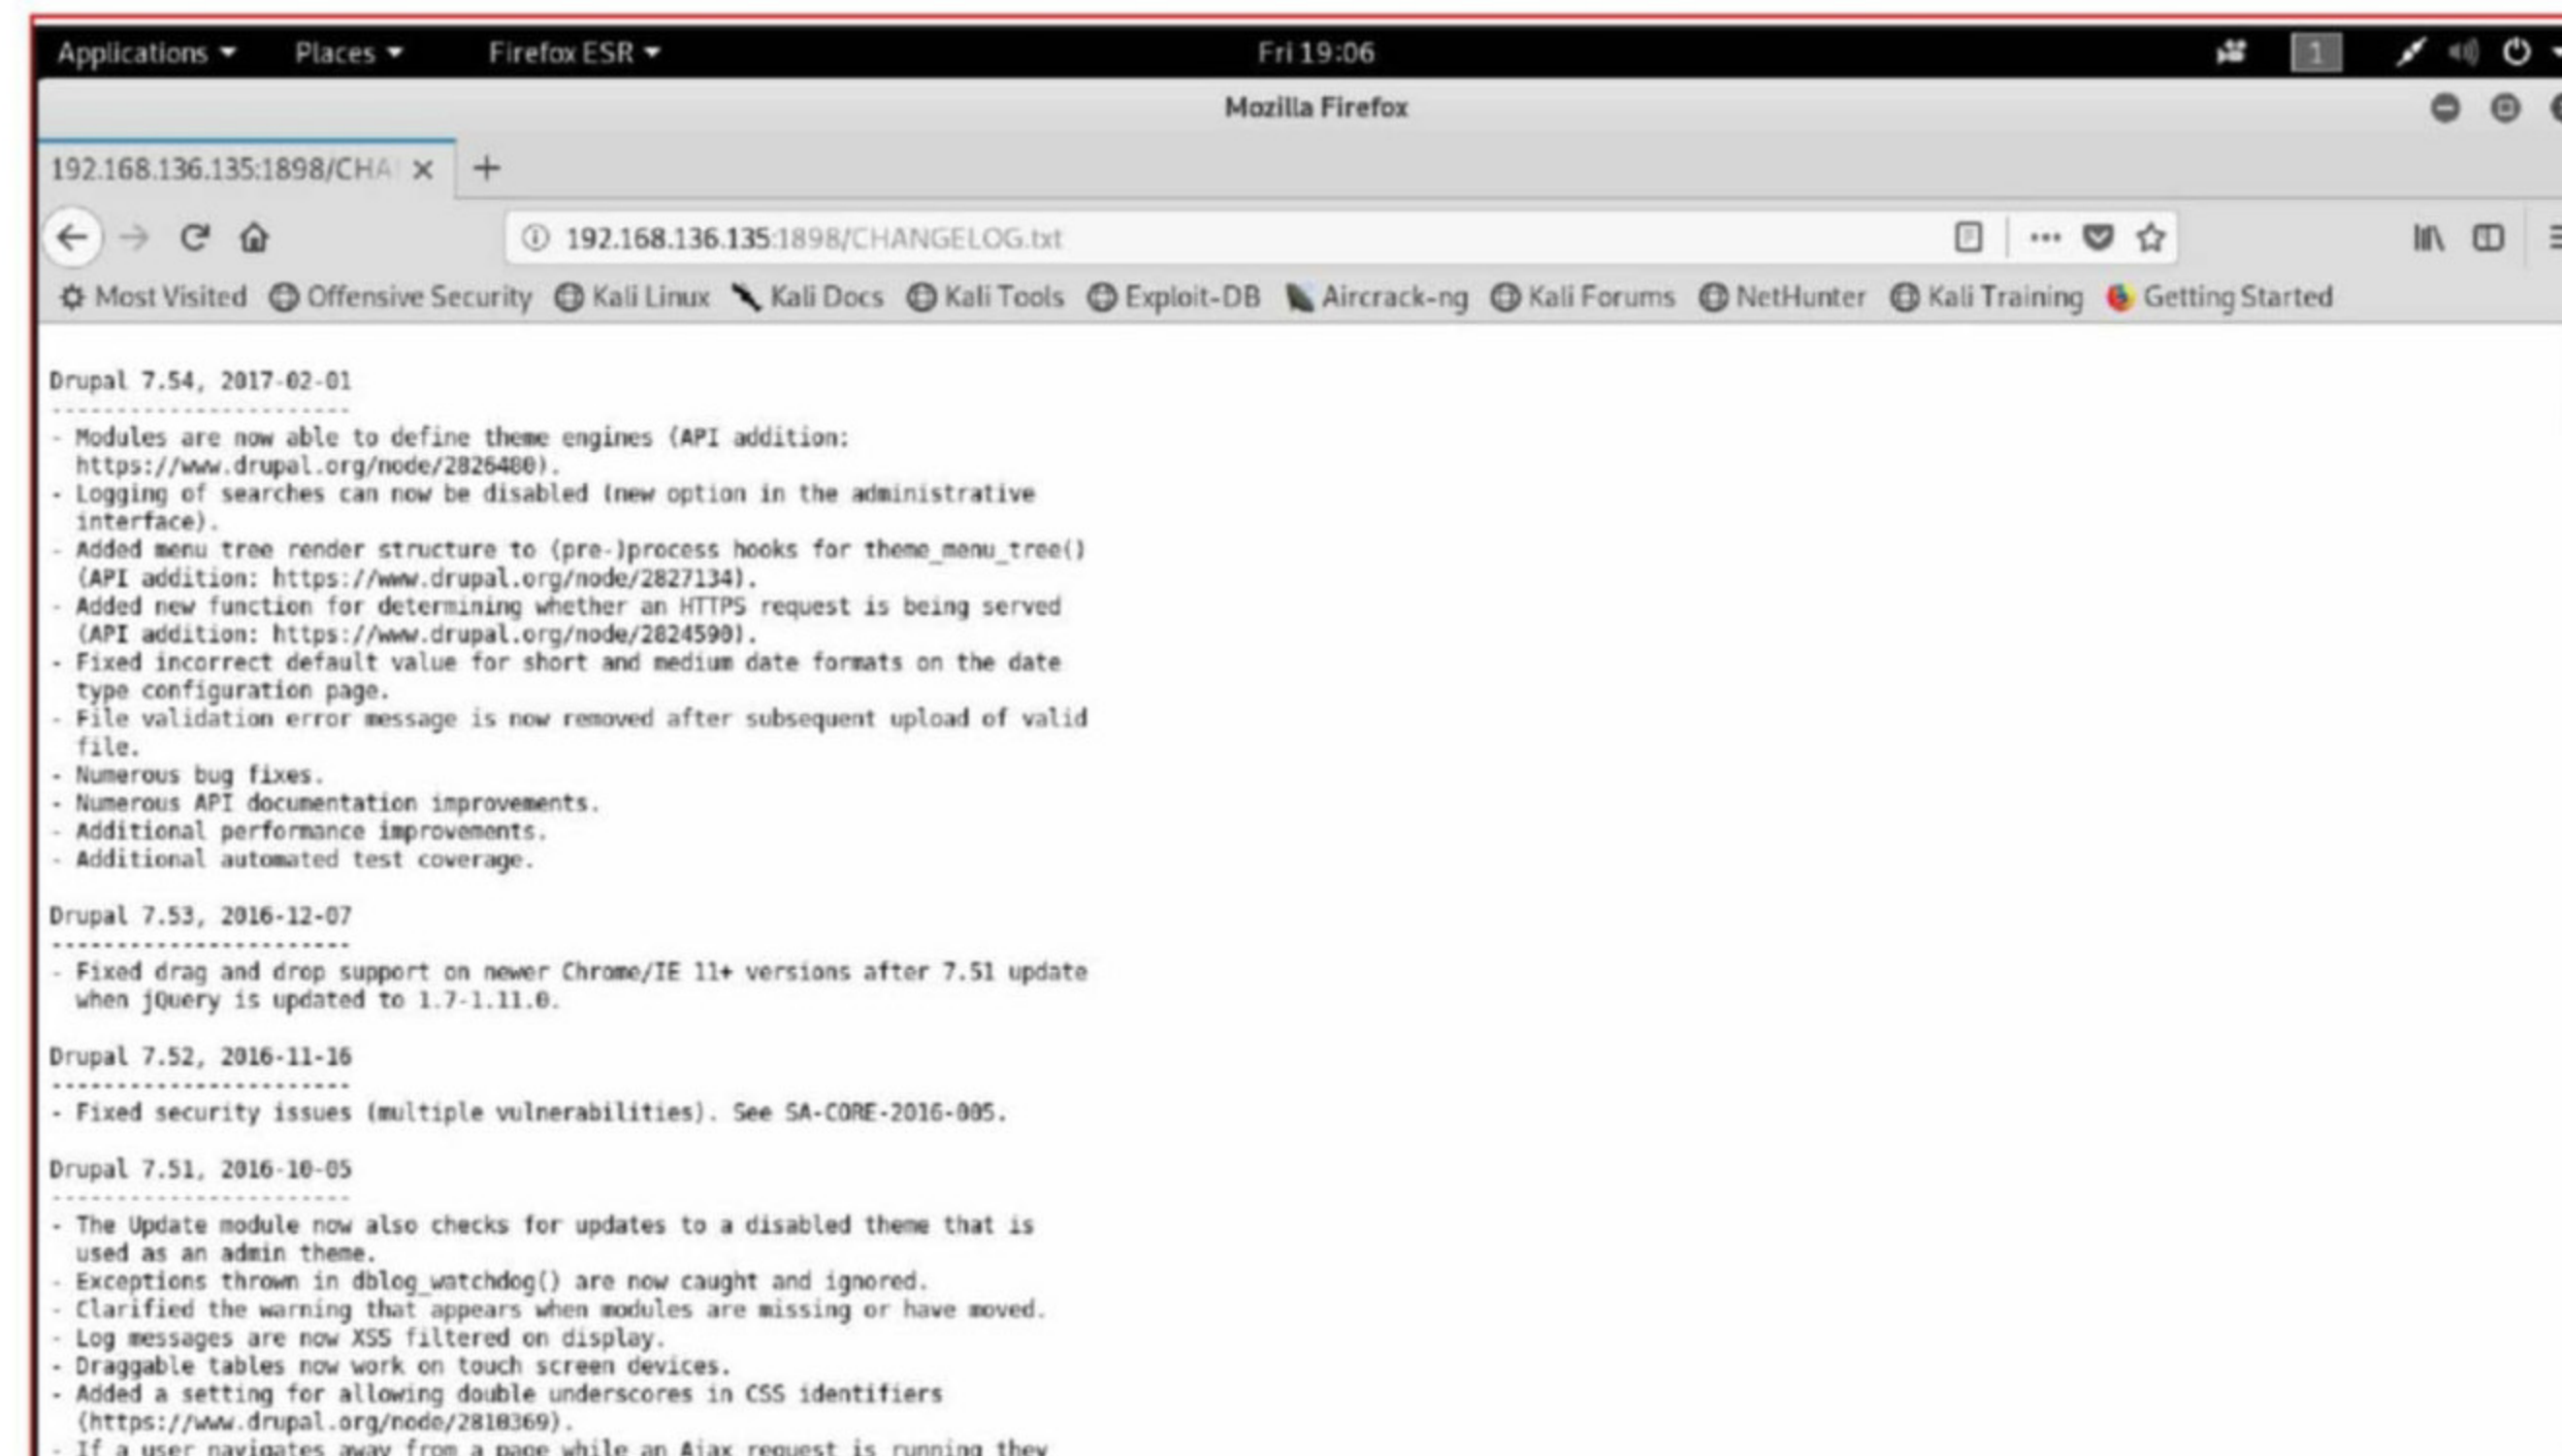 Applications Places Firefox ESR Fri 19:06 1
Mozilla Firefox
192.168.136.135:1898/CHA
192.168.136.135:1898/CHANGELOG.txt
Most Visited Offensive Security Kali Linux Kali Docs Kali Tools Exploit-DB Aircrack-ng Kali Forums NetHunter Kali Training Getting Started
Drupal 7.54, 2017-02-01
-----------------------
- Modules are now able to define theme engines (API addition:
https://www.drupal.org/node/2826480).
- Logging of searches can now be disabled (new option in the administrative
interface).
- Added menu tree render structure to (pre-)process hooks for theme_menu_tree()
(API addition: https://www.drupal.org/node/2827134).
- Added new function for determining whether an HTTPS request is being served
(API addition: https://www.drupal.org/node/2824590).
- Fixed incorrect default value for short and medium date formats on the date
type configuration page.
- File validation error message is now removed after subsequent upload of valid
file.
- Numerous bug fixes.
- Numerous API documentation improvements.
- Additional performance improvements.
- Additional automated test coverage.
Drupal 7.53, 2016-12-07
-----------------------
- Fixed drag and drop support on newer Chrome/IE 11+ versions after 7.51 update
when jQuery is updated to 1.7-1.11.0.
Drupal 7.52, 2016-11-16
-----------------------
- Fixed security issues (multiple vulnerabilities). See SA-CORE-2016-005.
Drupal 7.51, 2016-10-05
-----------------------
- The Update module now also checks for updates to a disabled theme that is
used as an admin theme.
- Exceptions thrown in dblog_watchdog() are now caught and ignored.
- Clarified the warning that appears when modules are missing or have moved.
- Log messages are now XSS filtered on display.
- Draggable tables now work on touch screen devices.
- Added a setting for allowing double underscores in CSS identifiers
(https://www.drupal.org/node/2810369).
- If a user navigates away from a page while an Ajax request is running they